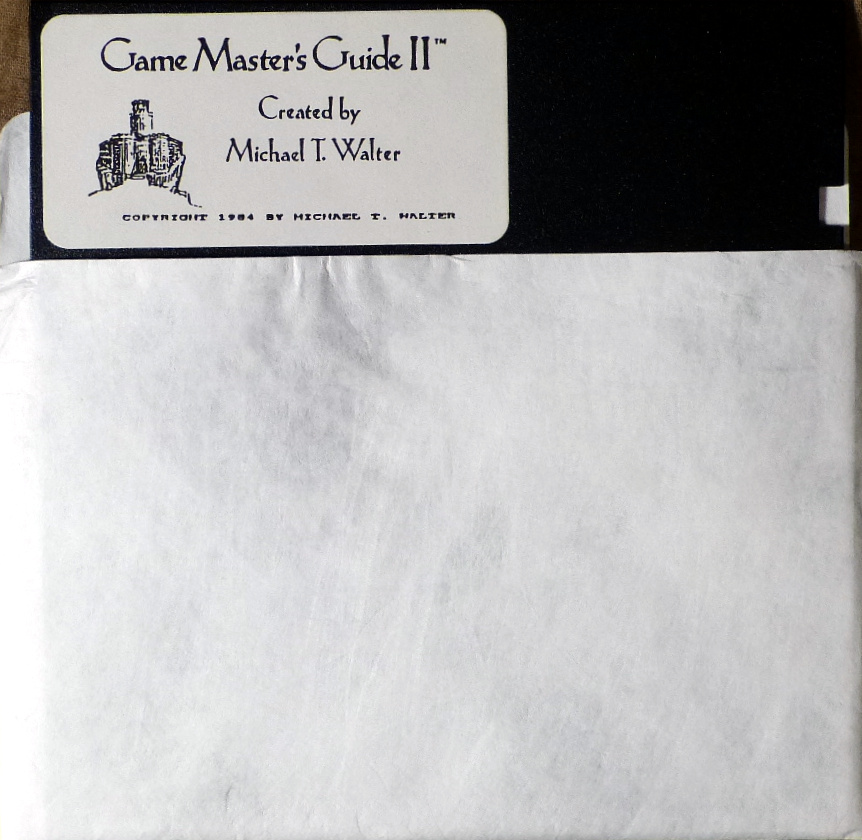 Game Master's Guide II™
Created by
Michael T. Walter
COPYRIGHT 1984 BY MICHAEL T. WALTER